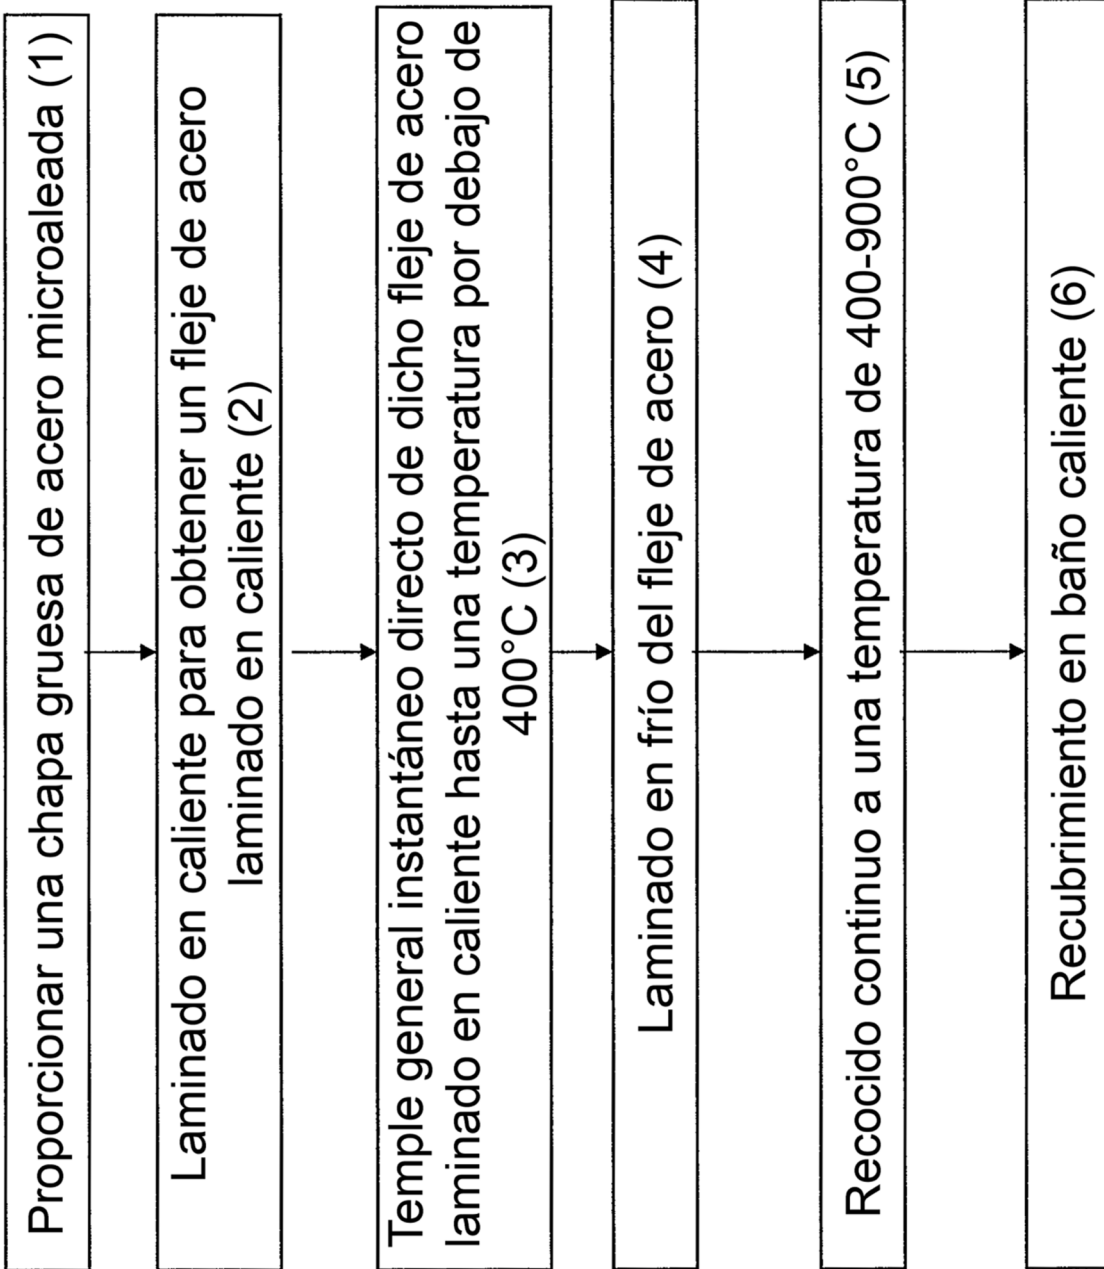 Proporcionar una chapa gruesa de acero microaleada (1)
Laminado en caliente para obtener un fleje de acero
laminado en caliente (2)
Temple general instantáneo directo de dicho fleje de acero
laminado en caliente hasta una temperatura por debajo de
400°C (3)
Laminado en frío del fleje de acero (4)
Recocido continuo a una temperatura de 400-900°C (5)
Recubrimiento en baño caliente (6)